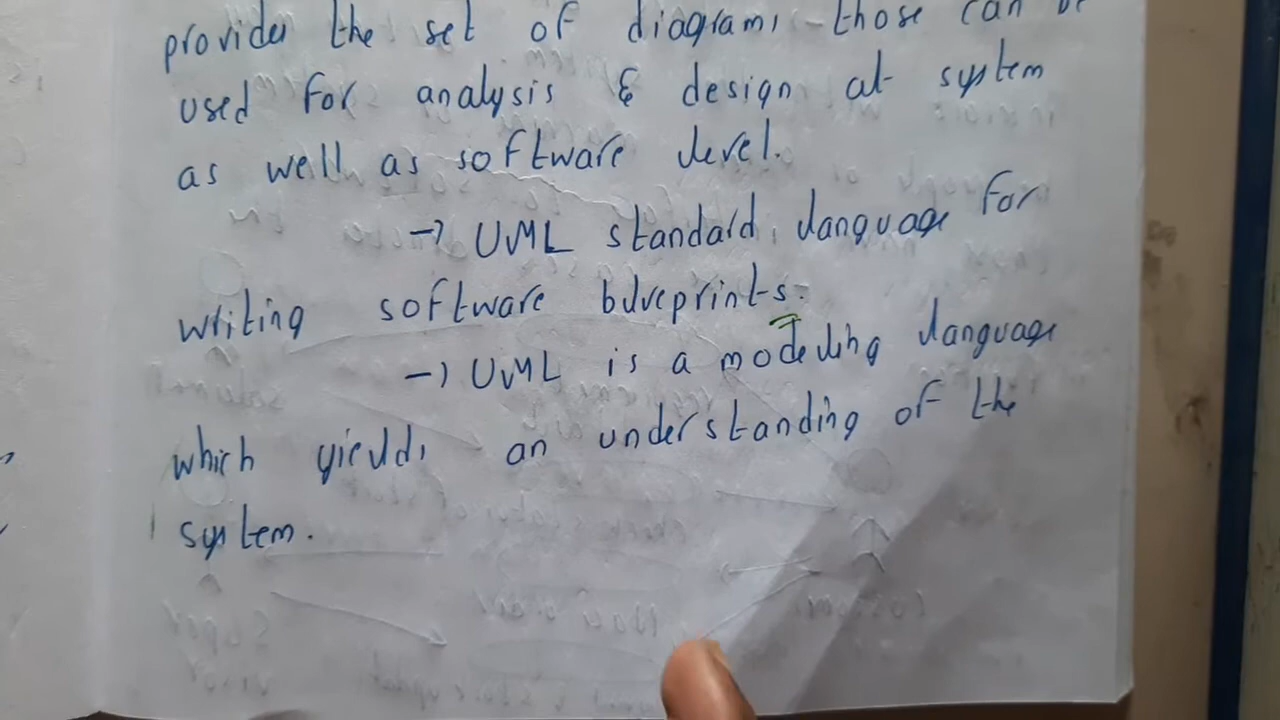 provides the set of diagrams those can be
used for analysis & design at system
as well as software level.
→ UML standard language for
writing software blueprints.
→ UML is a modeling language
which yields an understanding of the
system.